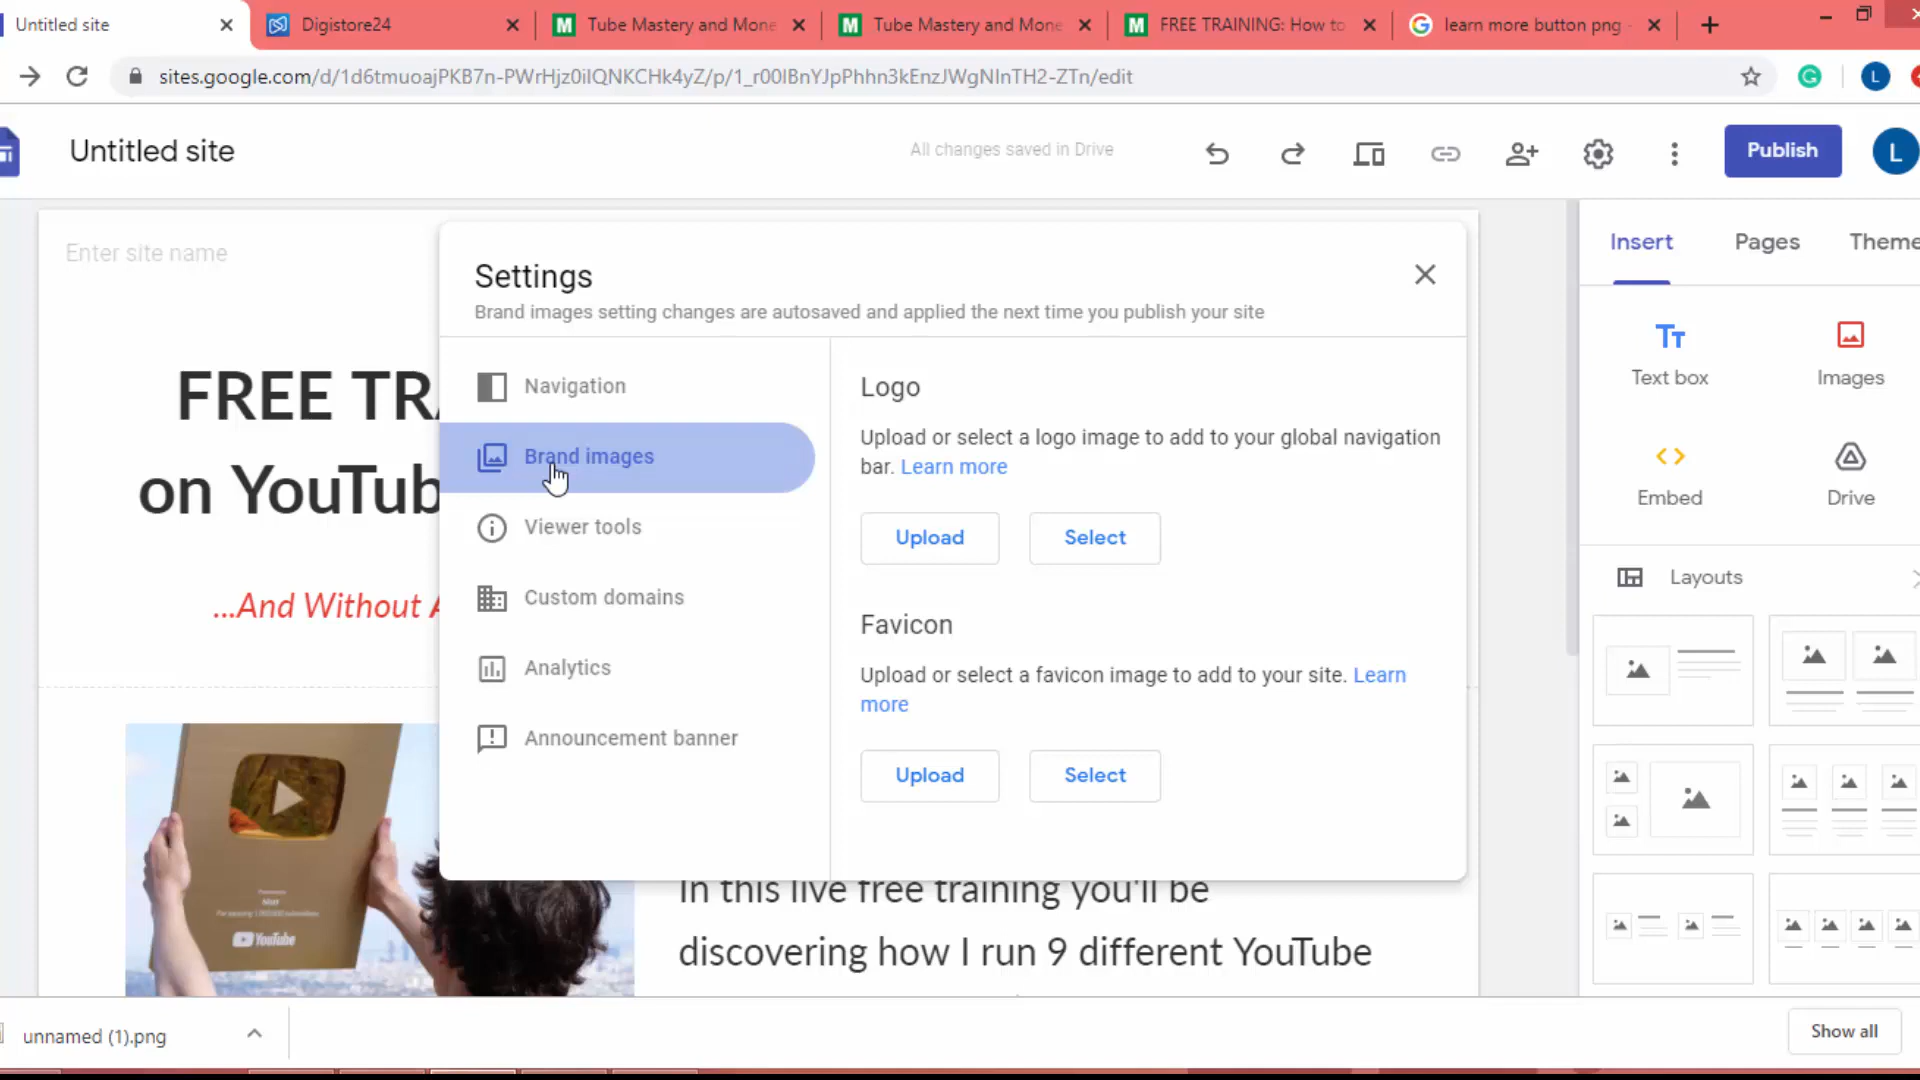 Untitled site
Digistore24
Tube Mastery and Mone
Tube Mastery and Mone
FREE TRAINING: How to
learn more button png -
sites.google.com/d/1d6tmuoajPKB7n-PWrHjz0iIQNKCHk4yZ/p/1_r00lBnYJpPhhn3kEnzJWgNlnTH2-ZTn/edit
L
Untitled site
All changes saved in Drive
Publish
L
Enter site name
Settings
Brand images setting changes are autosaved and applied the next time you publish your site
Navigation
Brand images
Viewer tools
Custom domains
Analytics
Announcement banner
Logo
Upload or select a logo image to add to your global navigation
bar. Learn more
Upload
Select
Favicon
Upload or select a favicon image to add to your site. Learn
more
Upload
Select
FREE TRA
on YouTub
...And Without A
YouTube
In this live free training you'll be
discovering how I run 9 different YouTube
Insert
Pages
Theme
Text box
Images
Embed
Drive
Layouts
unnamed (1).png
Show all